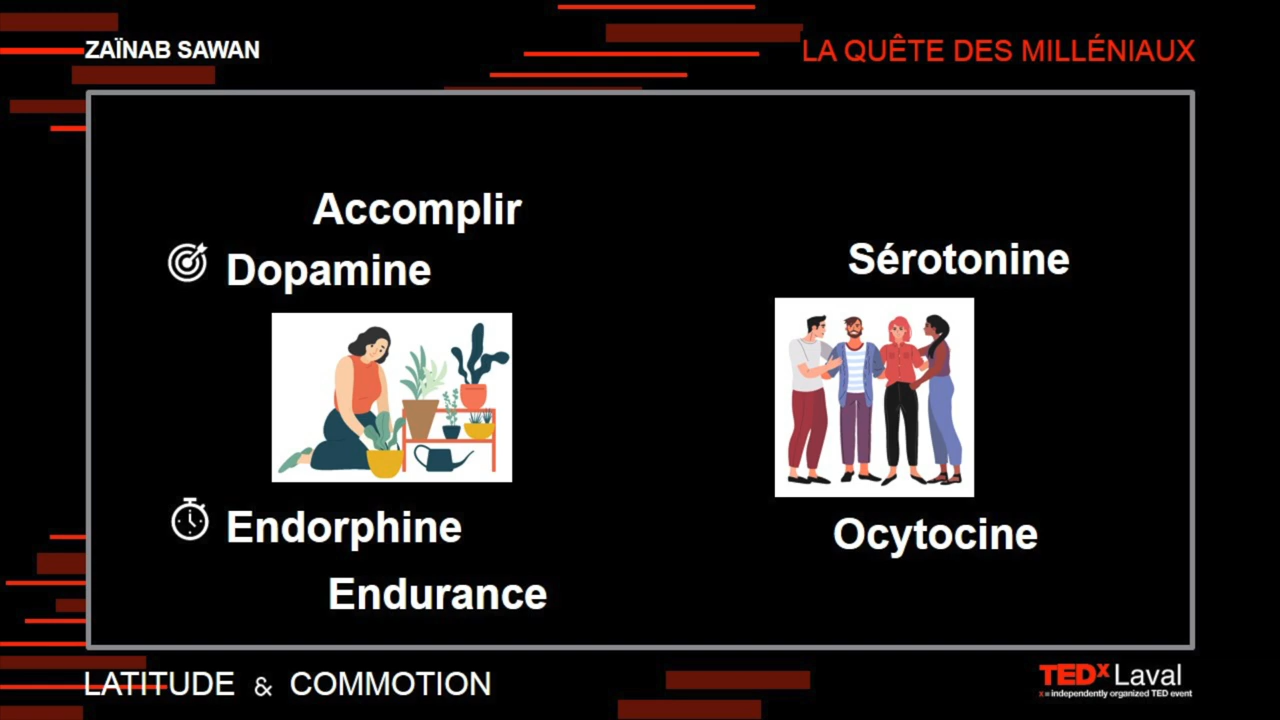 ZAÏNAB SAWAN
LA QUÊTE DES MILLÉNIAUX
Accomplir
Dopamine
Endorphine
Endurance
Sérotonine
Ocytocine
LATITUDE & COMMOTION
TEDx Laval
x = independently organized TED event